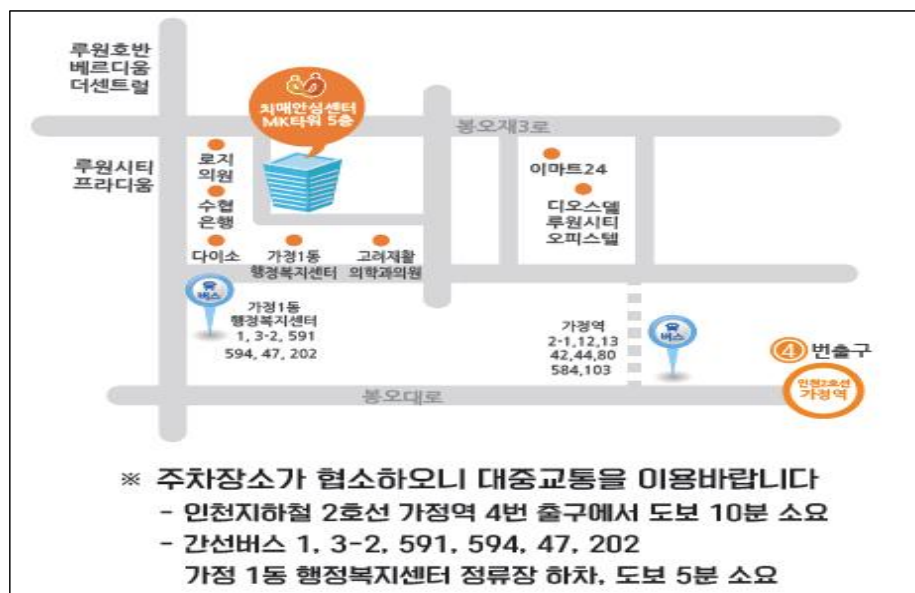 루원호반
베르디움
더센트럴
치매안심센터
MK타워 5층
봉오재3로
루원시티
프라디움
로지
의원
이마트24
수협
은행
디오스델
루원시티
오피스텔
다이소
가정1동
행정복지센터
고려재활
의학과의원
버스
가정1동
행정복지센터
1, 3-2, 591
594, 47, 202
가정역
2-1,12,13
42,44,80
584,103
버스
④ 번출구
인천2호선
가정역
봉오대로
※ 주차장소가 협소하오니 대중교통을 이용바랍니다
- 인천지하철 2호선 가정역 4번 출구에서 도보 10분 소요
- 간선버스 1, 3-2, 591, 594, 47, 202
가정 1동 행정복지센터 정류장 하차, 도보 5분 소요